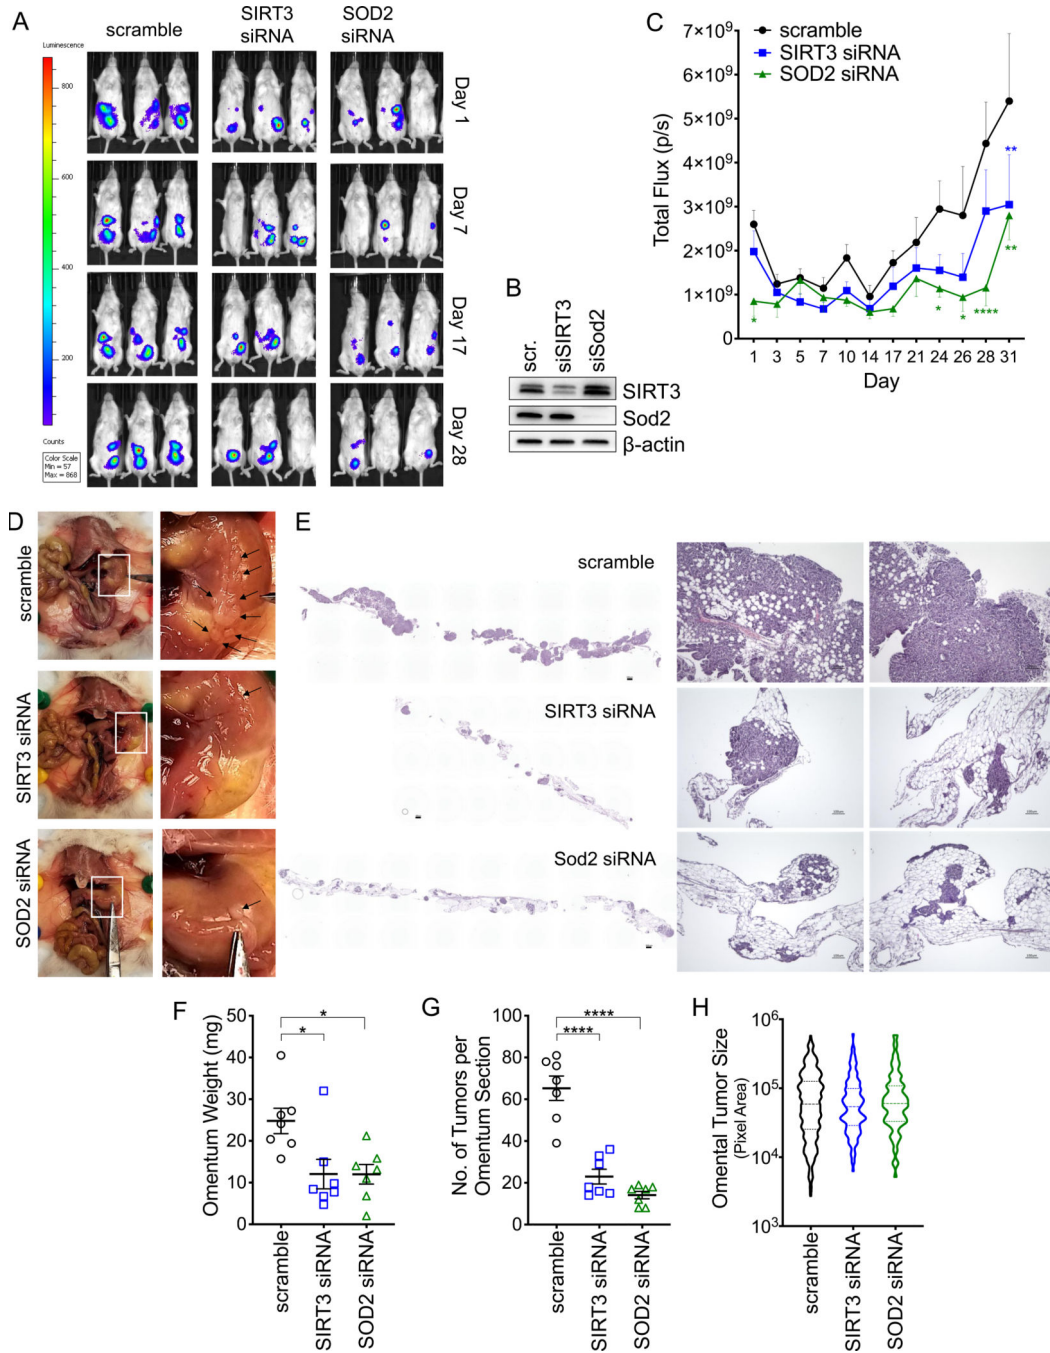 A
scramble
SIRT3
siRNA
SOD2
siRNA
Luminescence
800
600
400
200
Counts
Color Scale
Min = 57
Max = 868
Day 1
Day 7
Day 17
Day 28
B
scr.
siSIRT3
siSod2
SIRT3
Sod2
β-actin
C
scramble
SIRT3 siRNA
SOD2 siRNA
Total Flux (p/s)
7×10⁹
6×10⁹
5×10⁹
4×10⁹
3×10⁹
2×10⁹
1×10⁹
0
*
*
*
****
**
**
1 3 5 7 10 14 17 21 24 26 28 31
Day
D
scramble
SIRT3 siRNA
SOD2 siRNA
E
scramble
SIRT3 siRNA
Sod2 siRNA
F
Omentum Weight (mg)
50
40
30
20
10
0
*
*
scramble
SIRT3 siRNA
SOD2 siRNA
G
No. of Tumors per
Omentum Section
100
80
60
40
20
0
****
****
scramble
SIRT3 siRNA
SOD2 siRNA
H
Omental Tumor Size
(Pixel Area)
10⁶
10⁵
10⁴
10³
scramble
SIRT3 siRNA
SOD2 siRNA